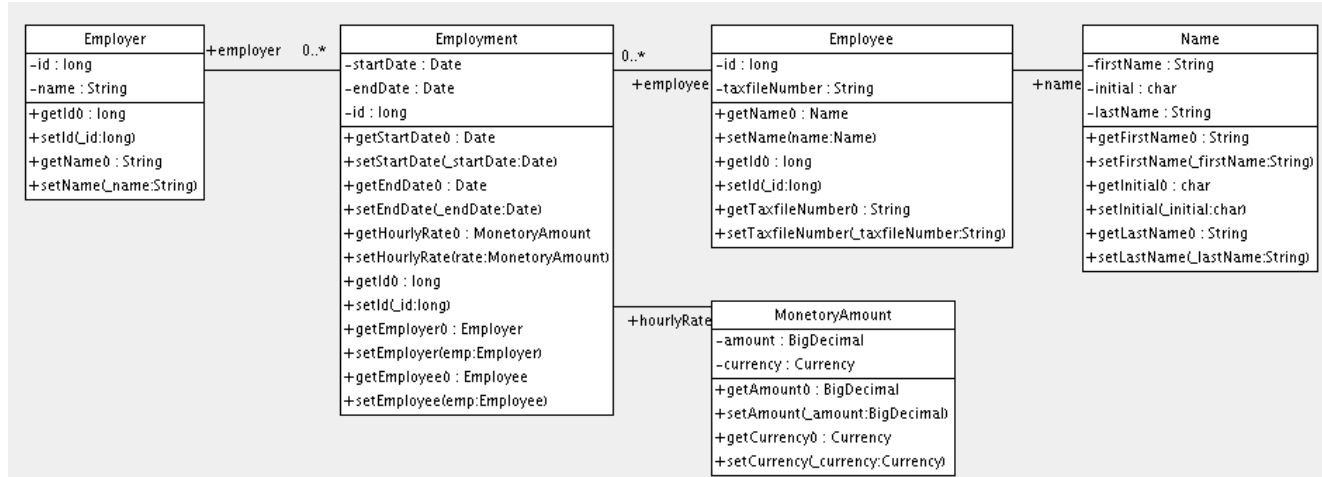 Employer
-id : long
-name : String
+getId() : long
+setId(_id:long)
+getName() : String
+setName(_name:String)
+employer 0..*
Employment
-startDate : Date
-endDate : Date
-id : long
+getStartDate() : Date
+setStartDate(_startDate:Date)
+getEndDate() : Date
+setEndDate(_endDate:Date)
+getHourlyRate() : MonetoryAmount
+setHourlyRate(rate:MonetoryAmount)
+getId() : long
+setId(_id:long)
+getEmployer() : Employer
+setEmployer(emp:Employer)
+getEmployee() : Employee
+setEmployee(emp:Employee)
0..*
+employee
Employee
-id : long
-taxfileNumber : String
+getName() : Name
+setName(name:Name)
+getId() : long
+setId(_id:long)
+getTaxfileNumber() : String
+setTaxfileNumber(_taxfileNumber:String)
+name
Name
-firstName : String
-initial : char
-lastName : String
+getFirstName() : String
+setFirstName(_firstName:String)
+getInitial() : char
+setInitial(_initial:char)
+getLastName() : String
+setLastName(_lastName:String)
+hourlyRate
MonetoryAmount
-amount : BigDecimal
-currency : Currency
+getAmount() : BigDecimal
+setAmount(_amount:BigDecimal)
+getCurrency() : Currency
+setCurrency(_currency:Currency)